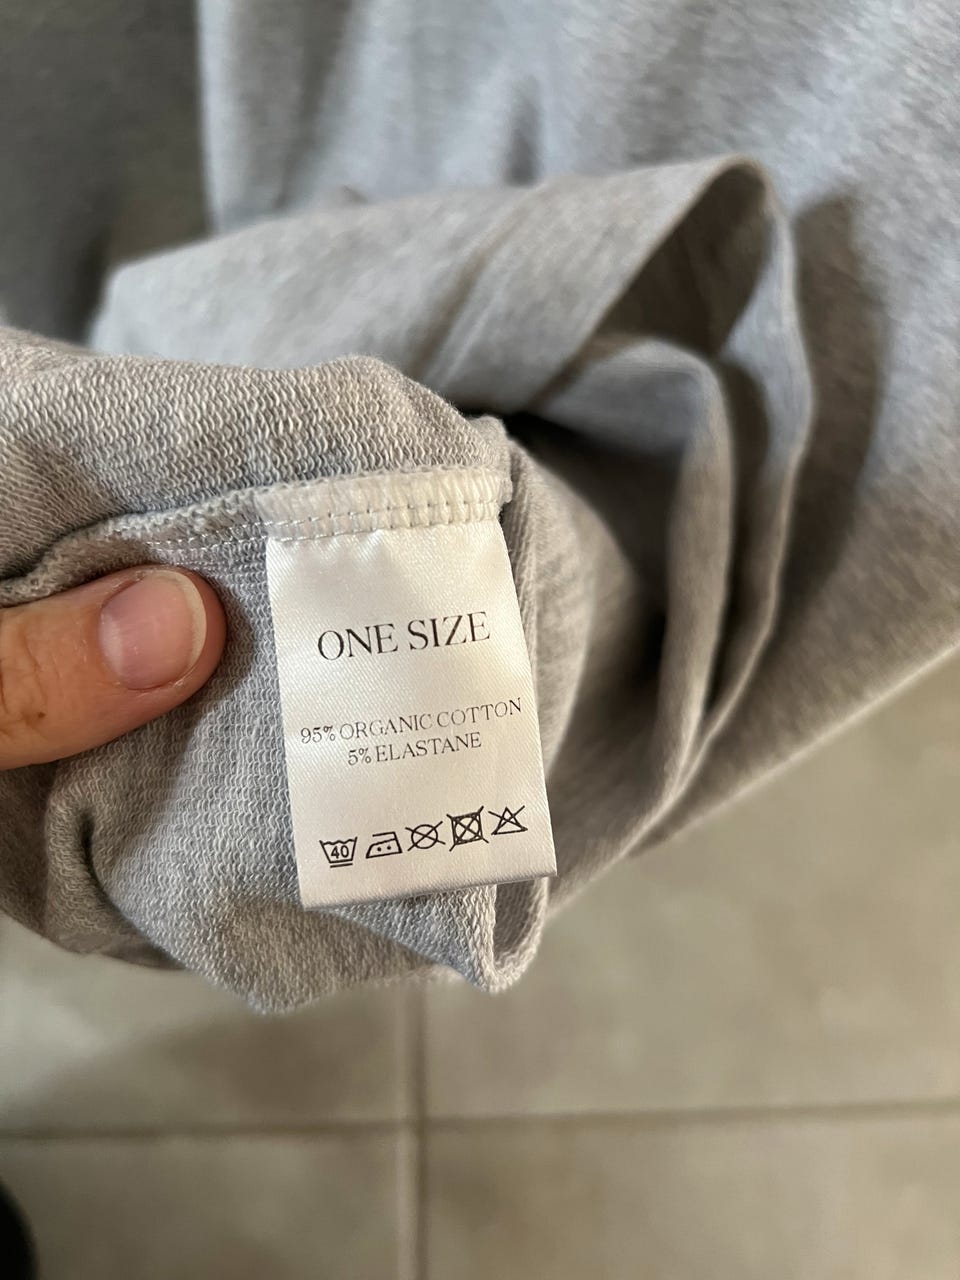 ONE SIZE
95% ORGANIC COTTON
5% ELASTANE
40